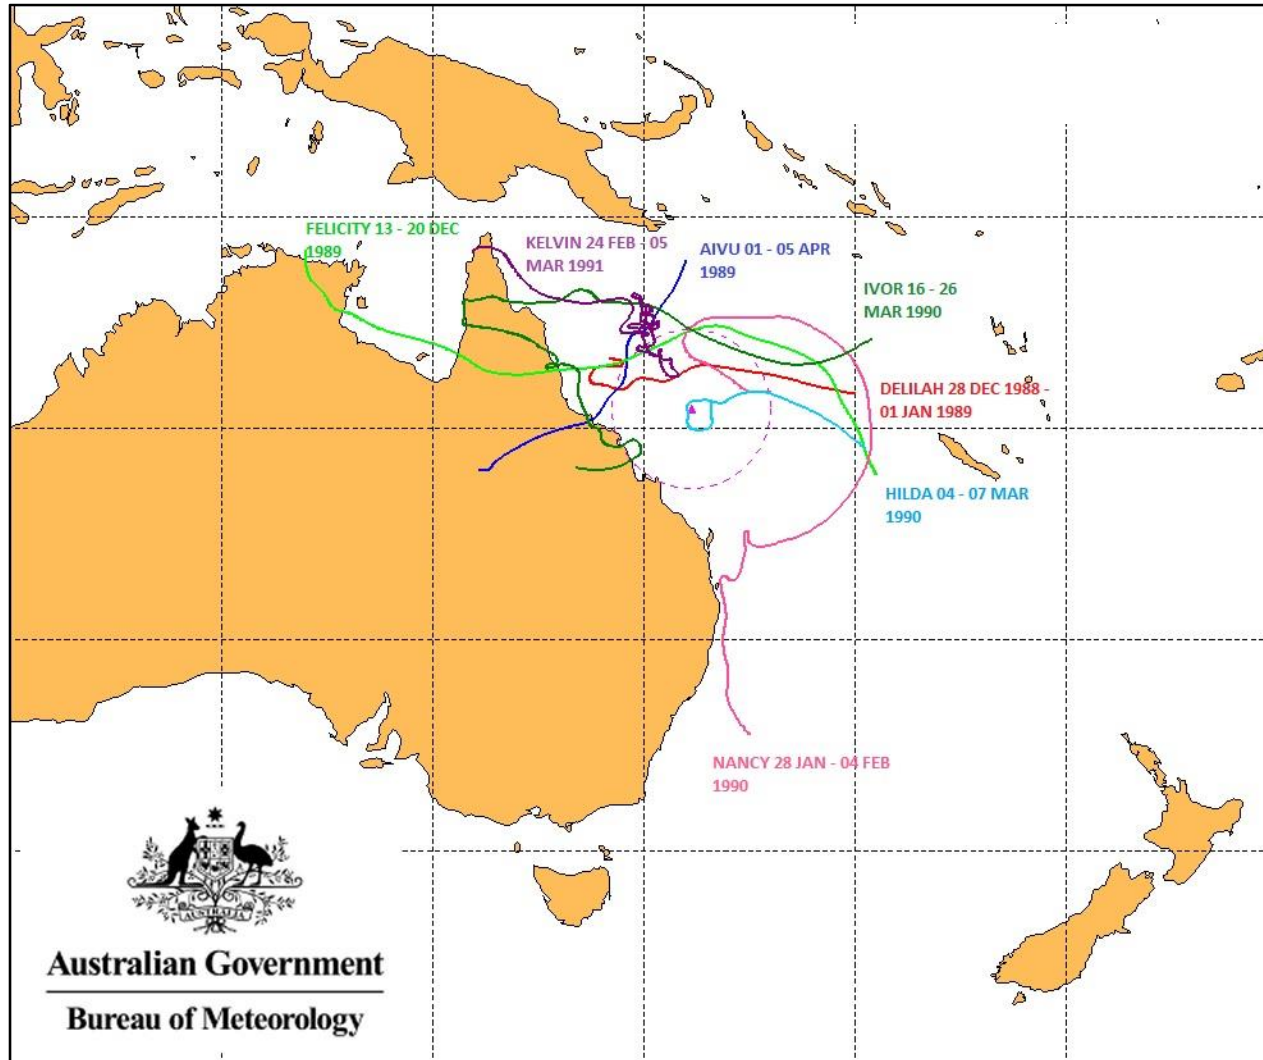 FELICITY 13 - 20 DEC
1989
KELVIN 24 FEB - 05
MAR 1991
AIVU 01 - 05 APR
1989
IVOR 16 - 26
MAR 1990
DELILAH 28 DEC 1988 -
01 JAN 1989
HILDA 04 - 07 MAR
1990
NANCY 28 JAN - 04 FEB
1990
AUSTRALIA
Australian Government
Bureau of Meteorology